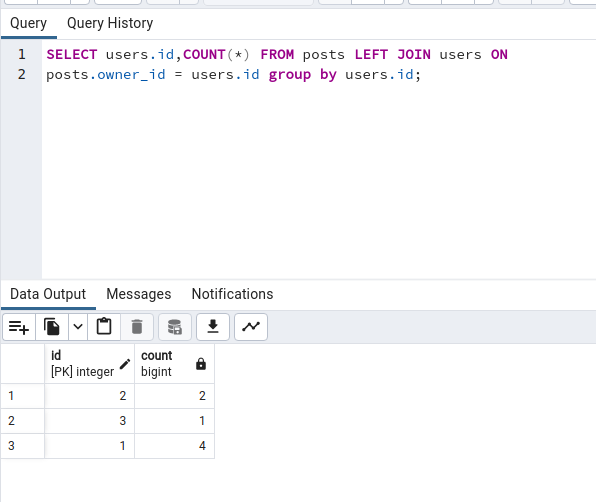 Query Query History
1 SELECT users.id,COUNT(*) FROM posts LEFT JOIN users ON
2 posts.owner_id = users.id group by users.id;
Data Output Messages Notifications
id count
[PK] integer bigint
1 2 2
2 3 1
3 1 4